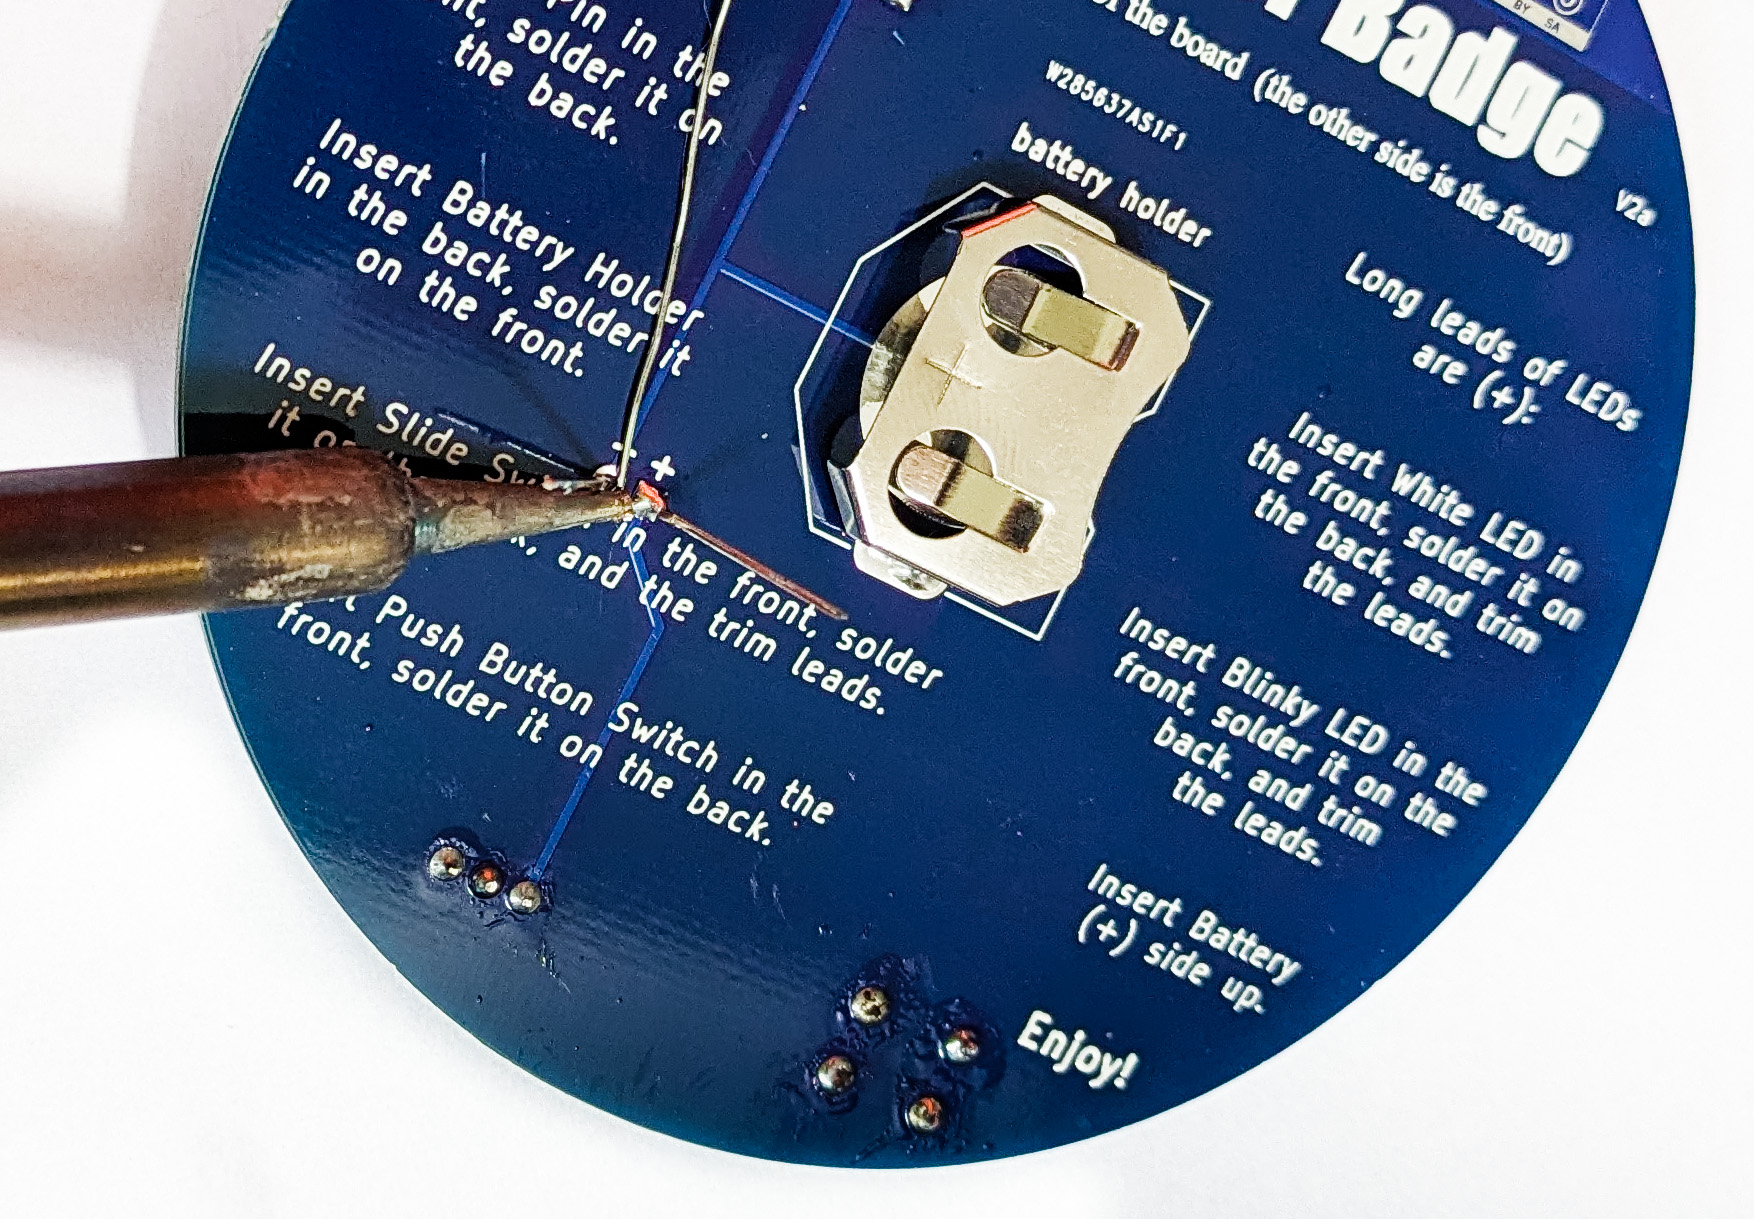 BY SA
Badge
of the board (the other side is the front)
v2a
W285637AS1F1
battery holder
+
pin in the
solder it on
the back.
Insert Battery Holder
in the back, solder it
on the front.
Insert Slide
it
- +
in the front, solder
and the trim leads.
Push Button Switch in the
front, solder it on the back.
Long leads of LEDs
are (+):
Insert White LED in
the front, solder it on
the back, and trim
the leads.
Insert Blinky LED in the
front, solder it on the
back, and trim
the leads.
Insert Battery
(+) side up.
Enjoy!